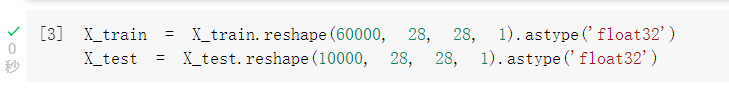 [3] X_train = X_train.reshape(60000, 28, 28, 1).astype('float32')
0 X_test = X_test.reshape(10000, 28, 28, 1).astype('float32')
秒